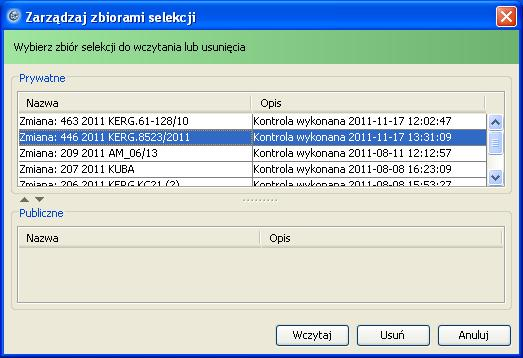 Zarządzaj zbiorami selekcji
Wybierz zbiór selekcji do wczytania lub usunięcia
Prywatne
Nazwa Opis
Zmiana: 463 2011 KERG.61-128/10 Kontrola wykonana 2011-11-17 12:02:47
Zmiana: 446 2011 KERG.8523/2011 Kontrola wykonana 2011-11-17 13:31:09
Zmiana: 209 2011 AM_06/13 Kontrola wykonana 2011-08-11 12:12:57
Zmiana: 207 2011 KUBA Kontrola wykonana 2011-08-08 16:23:09
Zmiana: 206 2011 KERG.KC21 (2) Kontrola wykonana 2011-08-08 15:53:27
Publiczne
Nazwa Opis
Wczytaj Usuń Anuluj